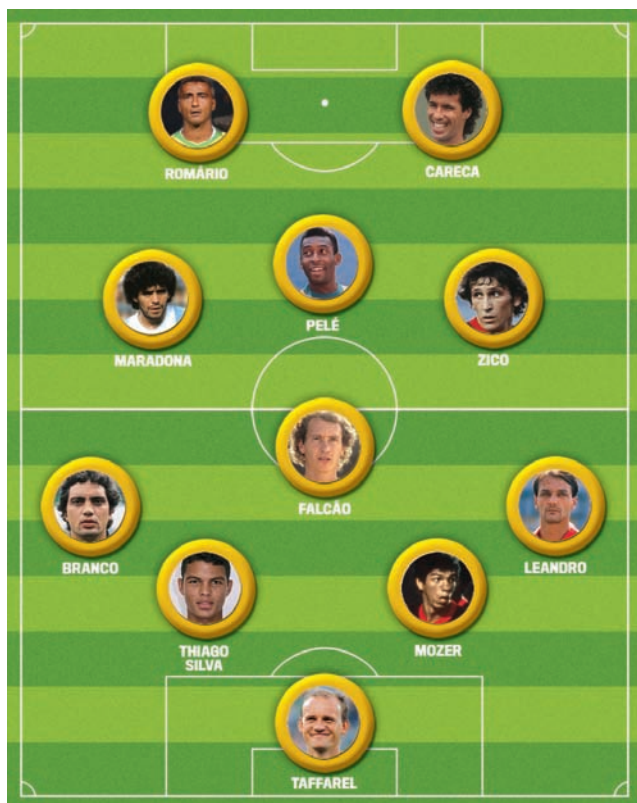 ROMÁRIO
CARECA
PELÉ
MARADONA
ZICO
FALCÃO
BRANCO
LEANDRO
THIAGO
SILVA
MOZER
TAFFAREL